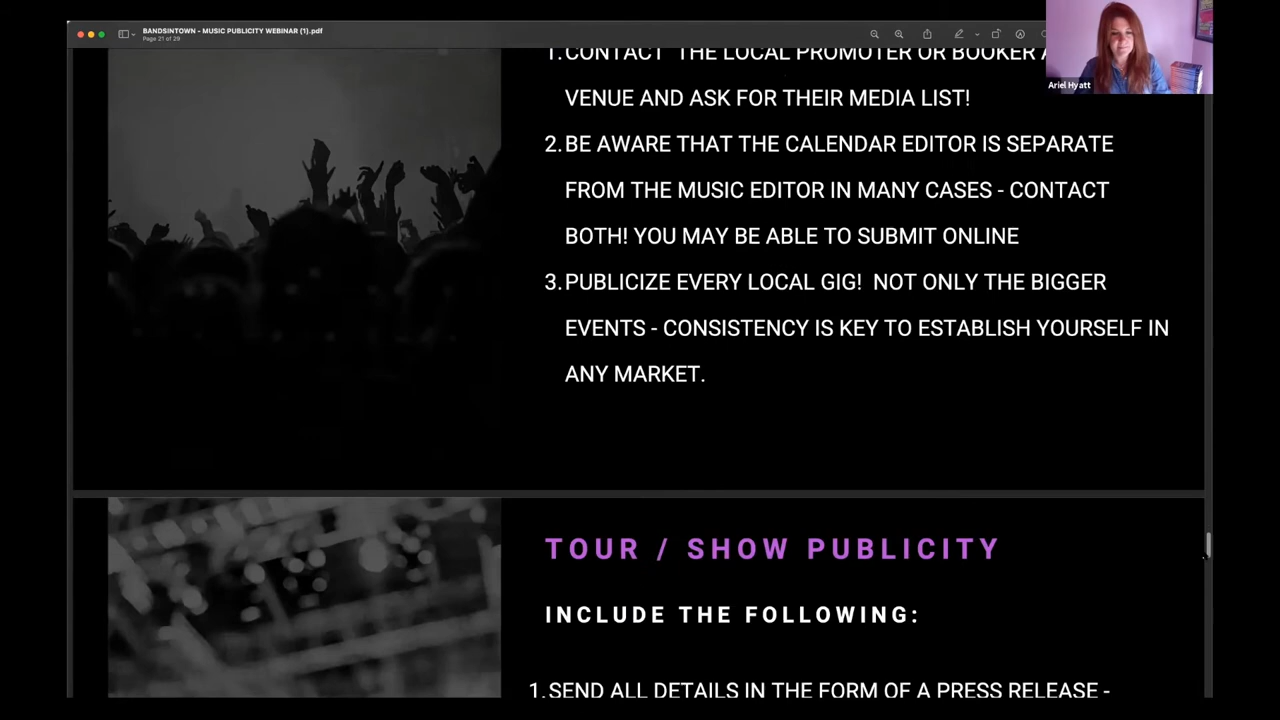 BANDSINTOWN - MUSIC PUBLICITY WEBINAR (1).pdf
Page 21 of 29
Ariel Hyatt
1. CONTACT THE LOCAL PROMOTER OR BOOKER
VENUE AND ASK FOR THEIR MEDIA LIST!
2. BE AWARE THAT THE CALENDAR EDITOR IS SEPARATE
FROM THE MUSIC EDITOR IN MANY CASES - CONTACT
BOTH! YOU MAY BE ABLE TO SUBMIT ONLINE
3. PUBLICIZE EVERY LOCAL GIG! NOT ONLY THE BIGGER
EVENTS - CONSISTENCY IS KEY TO ESTABLISH YOURSELF IN
ANY MARKET.
TOUR / SHOW PUBLICITY
INCLUDE THE FOLLOWING:
1. SEND ALL DETAILS IN THE FORM OF A PRESS RELEASE -